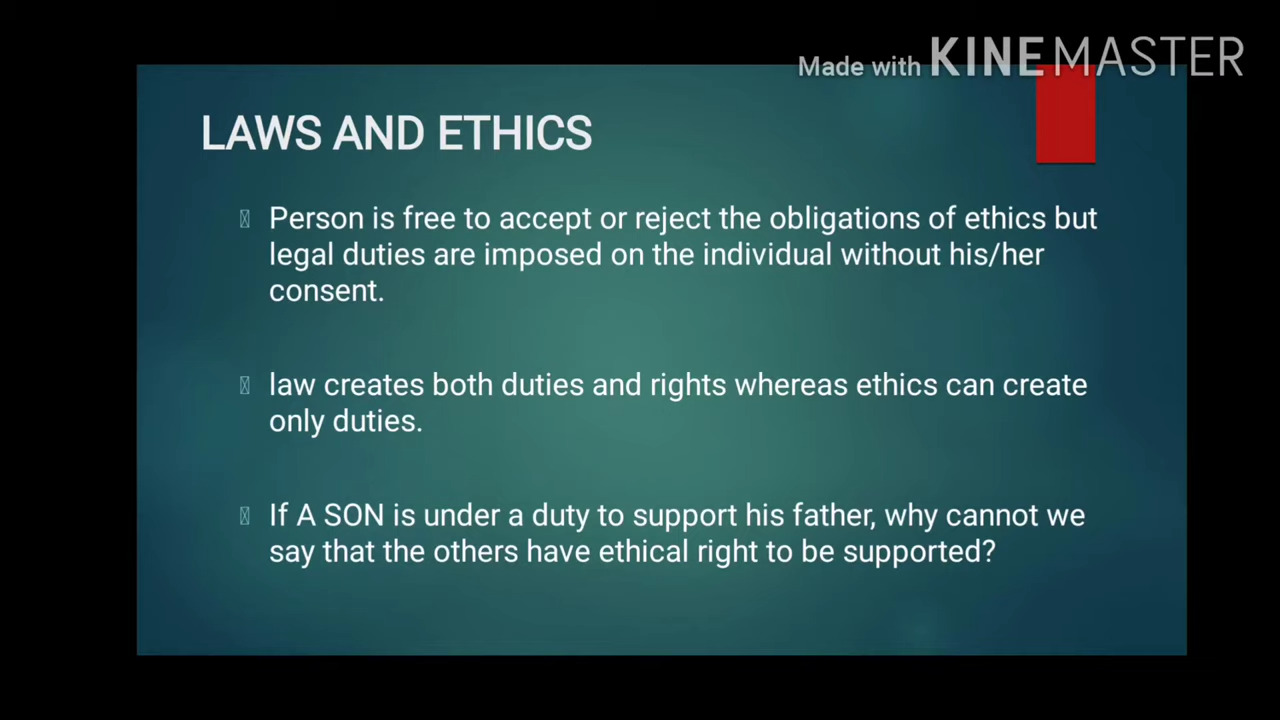 Made with KINEMASTER
LAWS AND ETHICS
Person is free to accept or reject the obligations of ethics but
legal duties are imposed on the individual without his/her
consent.
law creates both duties and rights whereas ethics can create
only duties.
If A SON is under a duty to support his father, why cannot we
say that the others have ethical right to be supported?